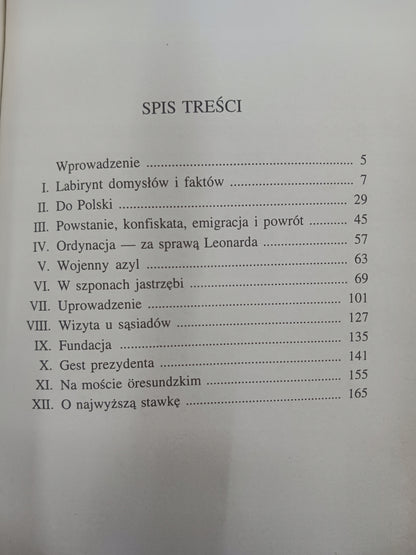 SPIS TREŚCI
Wprowadzenie ..... 5
I. Labirynt domysłów i faktów ..... 7
II. Do Polski ..... 29
III. Powstanie, konfiskata, emigracja i powrót ..... 45
IV. Ordynacja — za sprawą Leonarda ..... 57
V. Wojenny azyl ..... 63
VI. W szponach jastrzębi ..... 69
VII. Uprowadzenie ..... 101
VIII. Wizyta u sąsiadów ..... 127
IX. Fundacja ..... 135
X. Gest prezydenta ..... 141
XI. Na moście öresundzkim ..... 155
XII. O najwyższą stawkę ..... 165